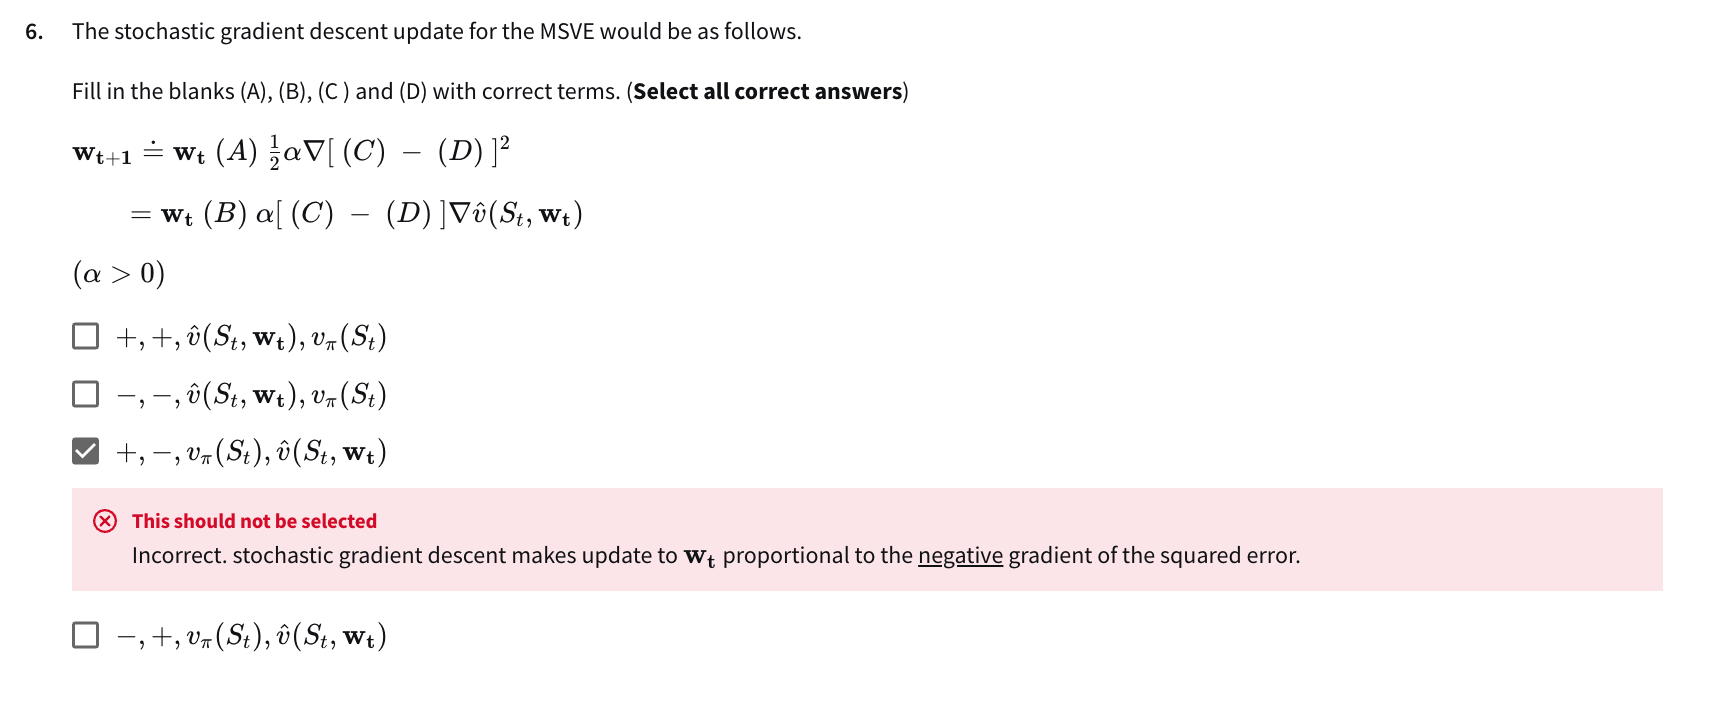 6. The stochastic gradient descent update for the MSVE would be as follows.
Fill in the blanks (A), (B), (C ) and (D) with correct terms. (Select all correct answers)
$\mathbf{w_{t+1}} \doteq \mathbf{w_t}\ (A)\ \frac{1}{2}\alpha\nabla[\ (C)\ -\ (D)\ ]^2$
$= \mathbf{w_t}\ (B)\ \alpha[\ (C)\ -\ (D)\ ]\nabla\hat{v}(S_t, \mathbf{w_t})$
$(\alpha > 0)$
$+, +, \hat{v}(S_t, \mathbf{w_t}), v_\pi(S_t)$
$-, -, \hat{v}(S_t, \mathbf{w_t}), v_\pi(S_t)$
$+, -, v_\pi(S_t), \hat{v}(S_t, \mathbf{w_t})$
This should not be selected
Incorrect. stochastic gradient descent makes update to $\mathbf{w_t}$ proportional to the negative gradient of the squared error.
$-, +, v_\pi(S_t), \hat{v}(S_t, \mathbf{w_t})$